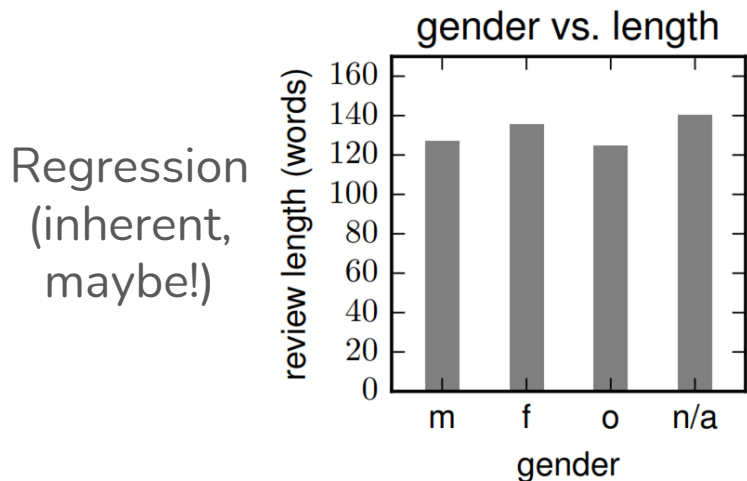 Regression
(inherent,
maybe!)
gender vs. length
review length (words)
160
140
120
100
80
60
40
20
0
m f o n/a
gender